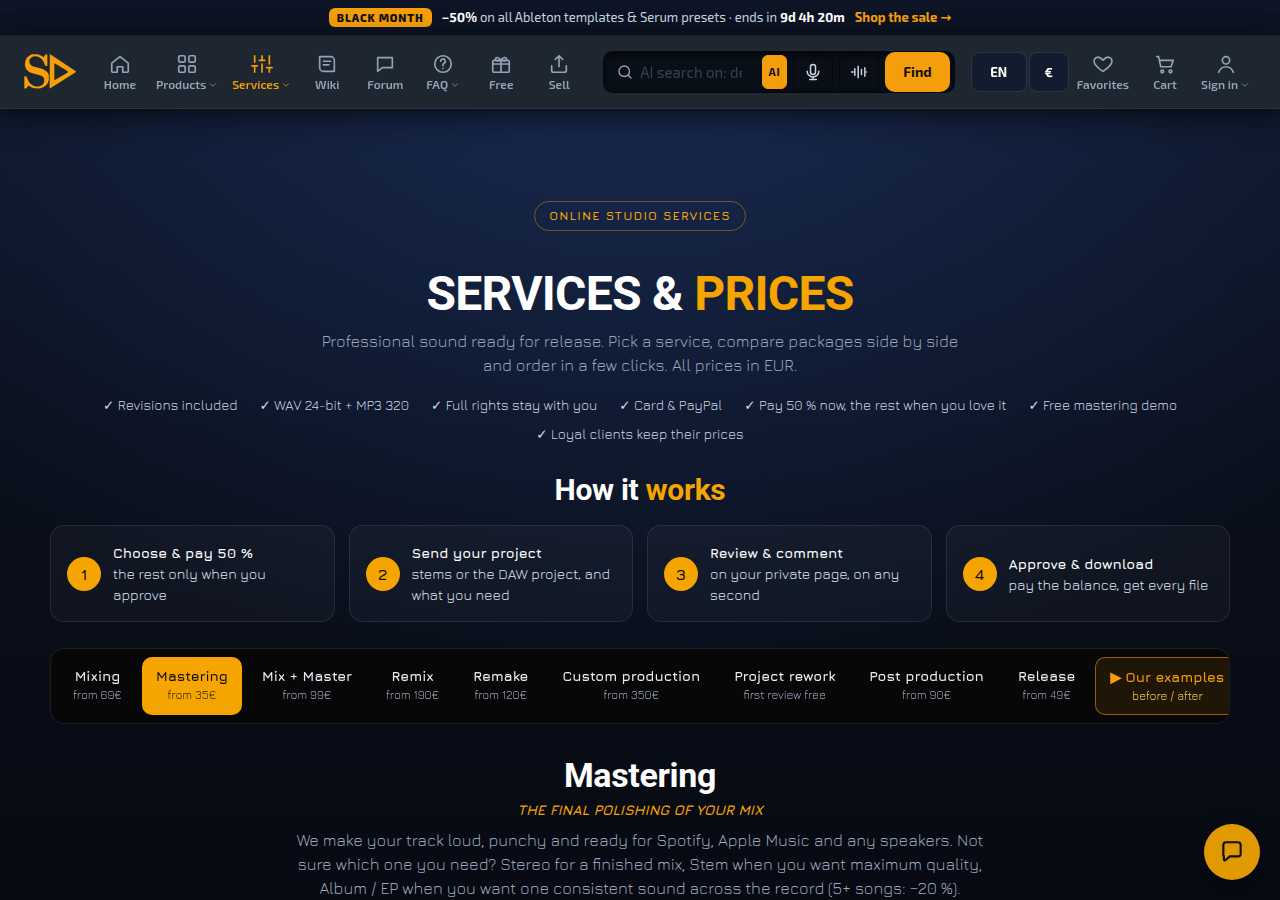 BLACK MONTH −50% on all Ableton templates & Serum presets · ends in 9d 4h 20m Shop the sale →
Home Products Services Wiki Forum FAQ Free Sell
AI search on: dr AI Find EN € Favorites Cart Sign in
ONLINE STUDIO SERVICES
SERVICES & PRICES
Professional sound ready for release. Pick a service, compare packages side by side
and order in a few clicks. All prices in EUR.
✓ Revisions included ✓ WAV 24-bit + MP3 320 ✓ Full rights stay with you ✓ Card & PayPal ✓ Pay 50 % now, the rest when you love it ✓ Free mastering demo
✓ Loyal clients keep their prices
How it works
1 Choose & pay 50 %
the rest only when you
approve
2 Send your project
stems or the DAW project, and
what you need
3 Review & comment
on your private page, on any
second
4 Approve & download
pay the balance, get every file
Mixing
from 69€
Mastering
from 35€
Mix + Master
from 99€
Remix
from 190€
Remake
from 120€
Custom production
from 350€
Project rework
first review free
Post production
from 90€
Release
from 49€
▶ Our examples
before / after
Mastering
THE FINAL POLISHING OF YOUR MIX
We make your track loud, punchy and ready for Spotify, Apple Music and any speakers. Not
sure which one you need? Stereo for a finished mix, Stem when you want maximum quality,
Album / EP when you want one consistent sound across the record (5+ songs: −20 %).